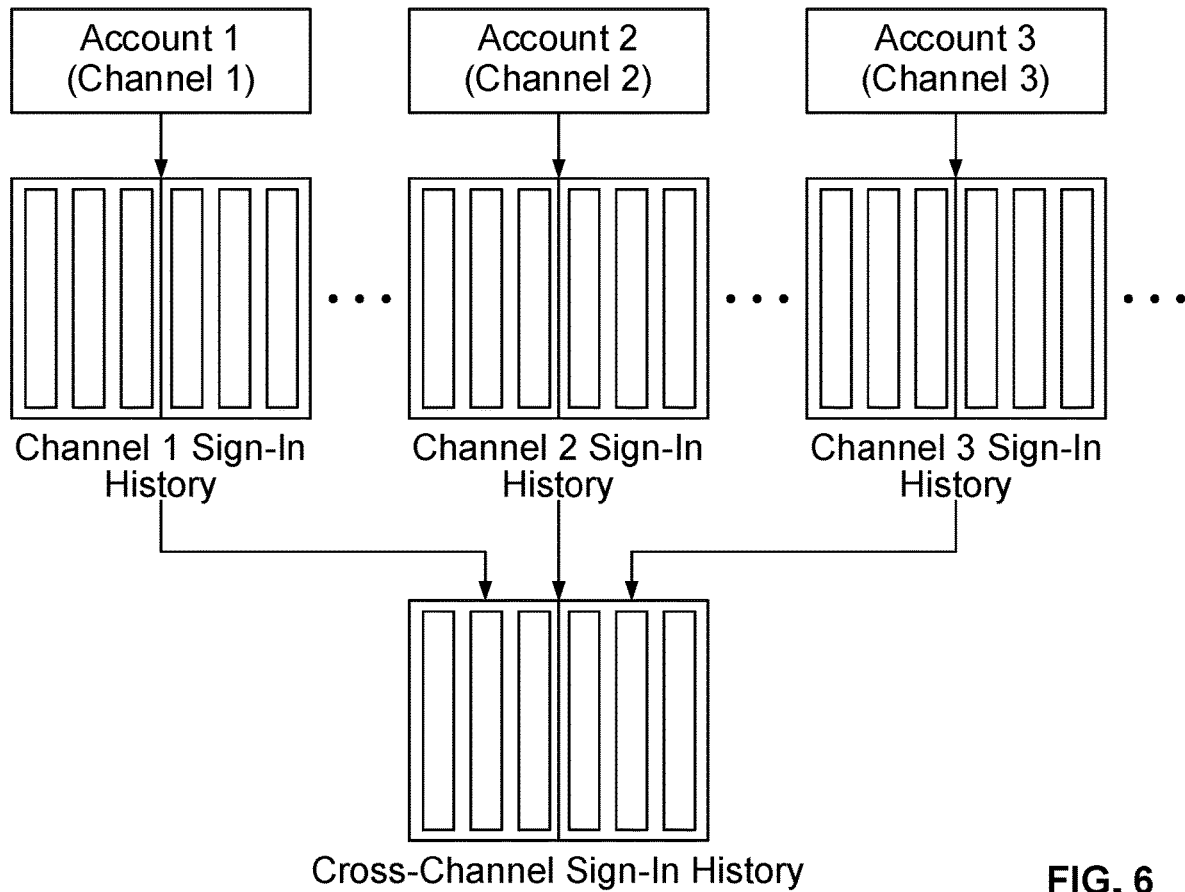 Account 1
(Channel 1)
Account 2
(Channel 2)
Account 3
(Channel 3)
Channel 1 Sign-In
History
Channel 2 Sign-In
History
Channel 3 Sign-In
History
Cross-Channel Sign-In History
FIG. 6